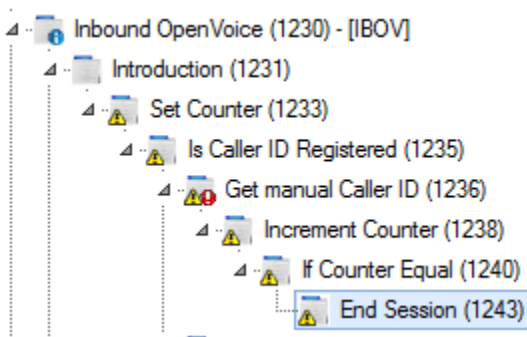 Inbound OpenVoice (1230) - [IBOV]
Introduction (1231)
Set Counter (1233)
Is Caller ID Registered (1235)
Get manual Caller ID (1236)
Increment Counter (1238)
If Counter Equal (1240)
End Session (1243)